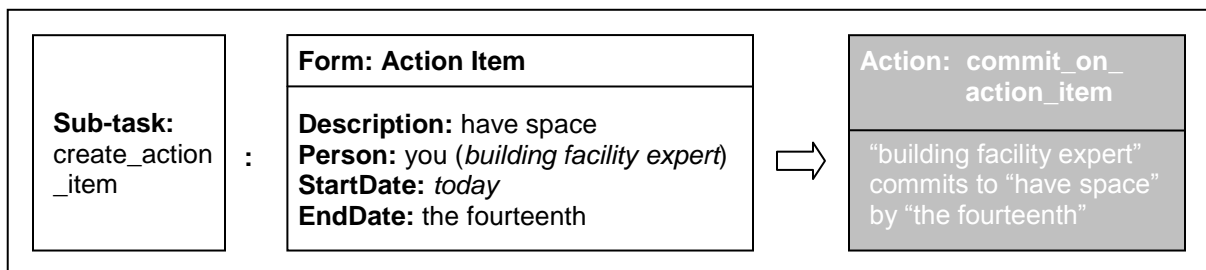 Sub-task:
create_action
_item
:
Form: Action Item
Description: have space
Person: you (building facility expert)
StartDate: today
EndDate: the fourteenth
Action: commit_on_
action_item
“building facility expert”
commits to “have space”
by “the fourteenth”